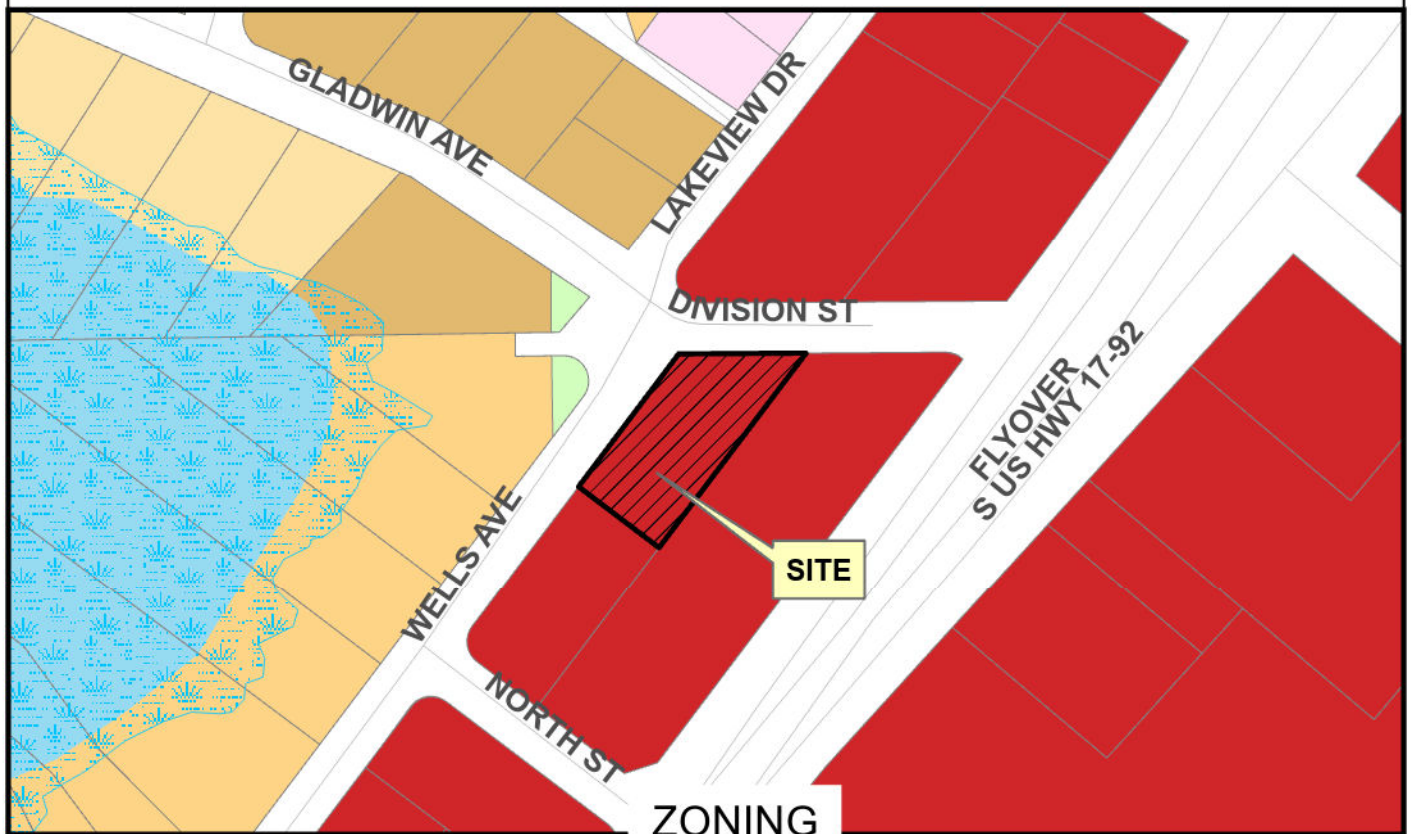 GLADWIN AVE
LAKEVIEW DR
DIVISION ST
FLYOVER
S US HWY 17-92
WELLS AVE
SITE
NORTH ST
ZONING